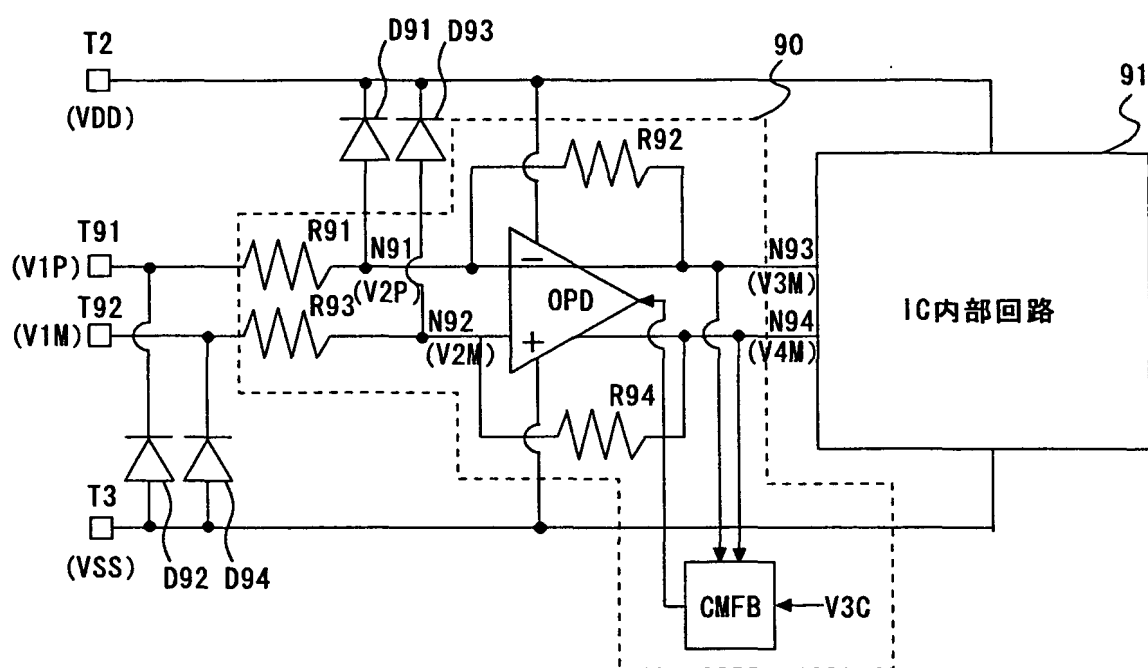 T2
(VDD)
D91
D93
90
91
R92
T91
(V1P)
R91
N91
(V2P)
T92
(V1M)
R93
N92
(V2M)
−
OPD
+
R94
N93
(V3M)
N94
(V4M)
IC内部回路
T3
(VSS)
D92
D94
CMFB
V3C